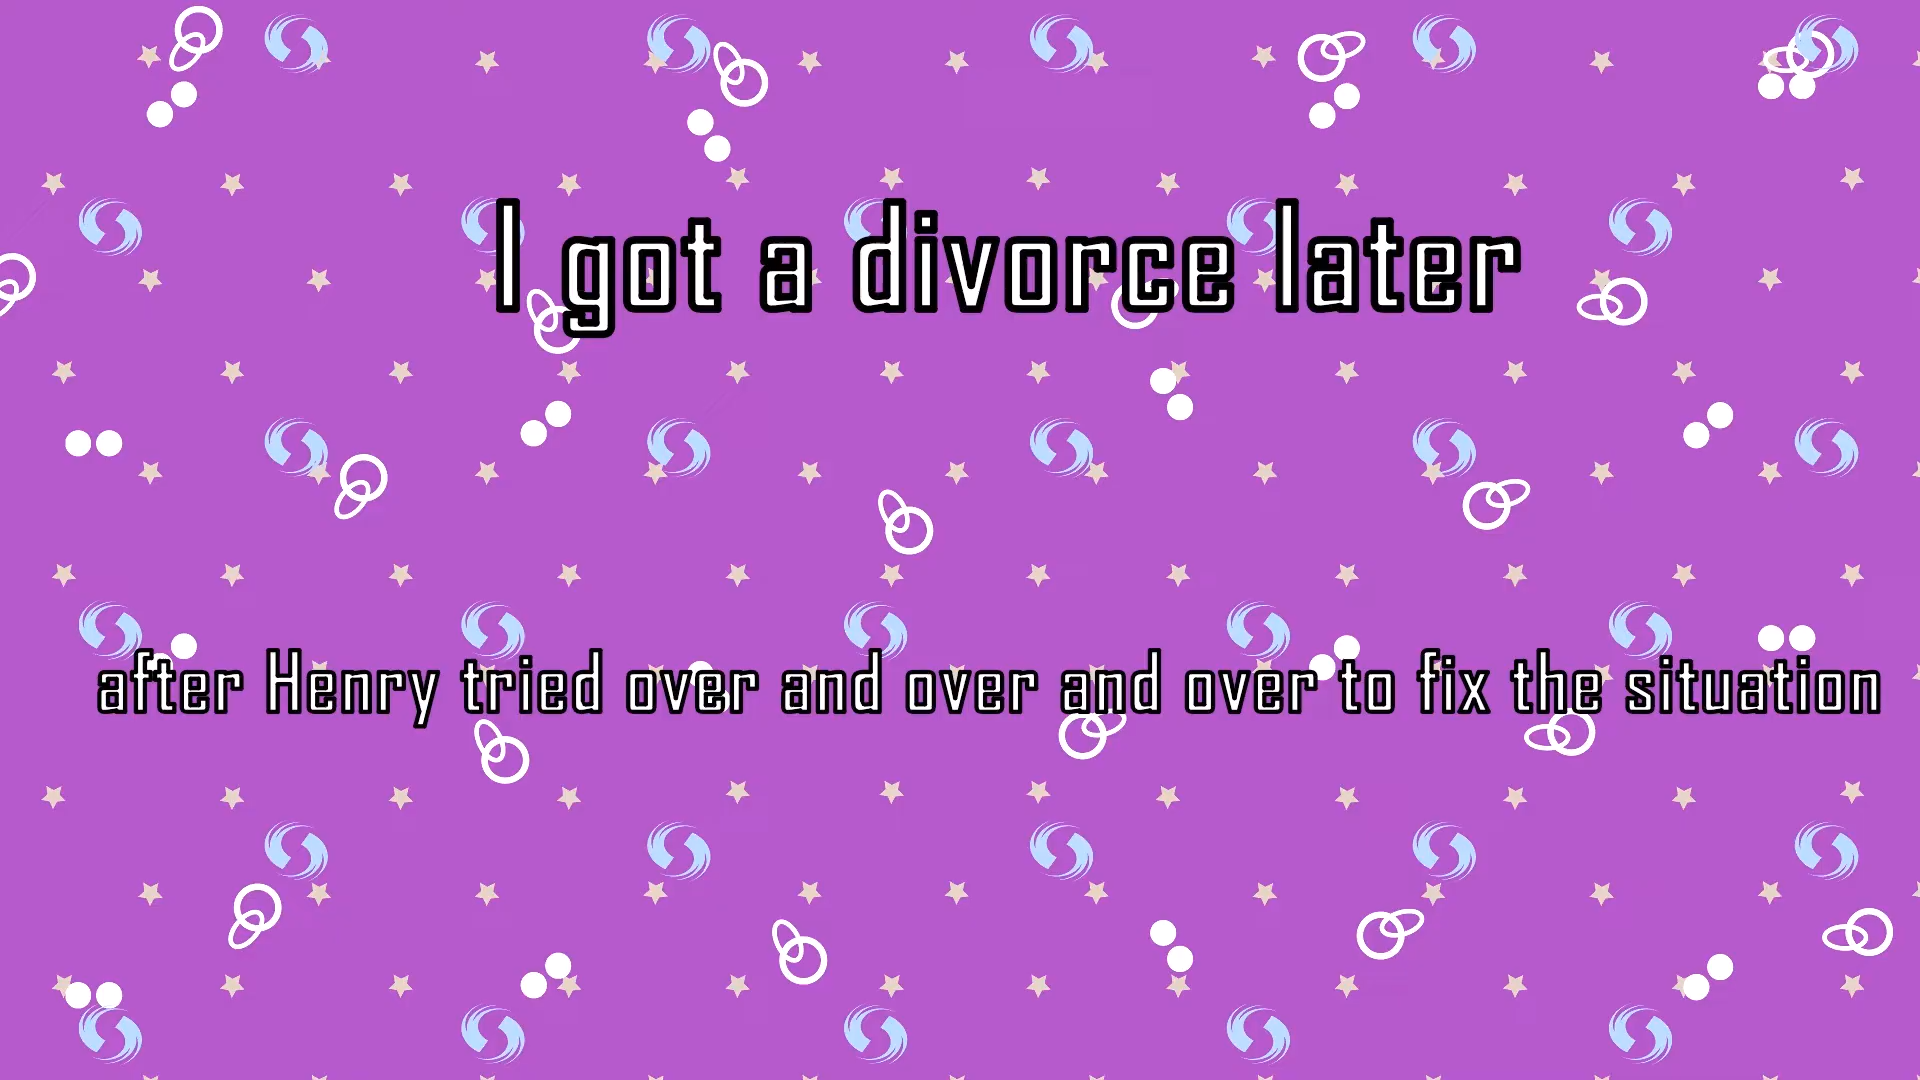 I got a divorce later
after Henry tried over and over and over to fix the situation